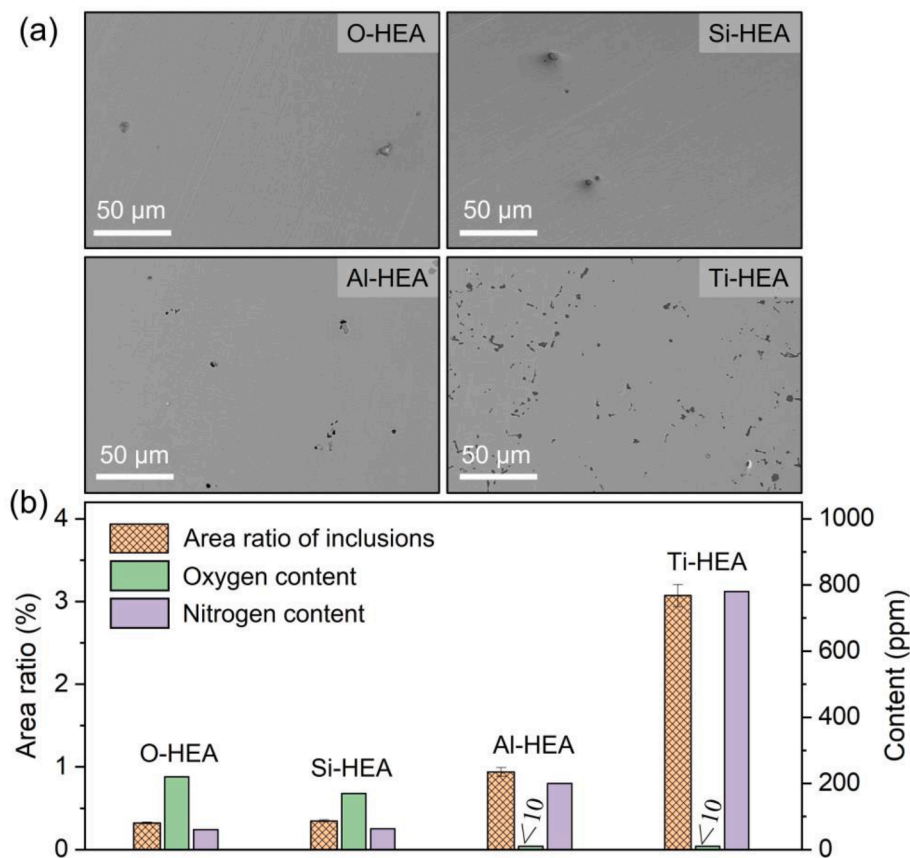 (a)
O-HEA
Si-HEA
50 µm
50 µm
Al-HEA
Ti-HEA
50 µm
50 µm
(b)
4
3
2
1
0
Area ratio (%)
Area ratio of inclusions
Oxygen content
Nitrogen content
O-HEA
Si-HEA
Al-HEA
Ti-HEA
<10
<10
1000
800
600
400
200
0
Content (ppm)